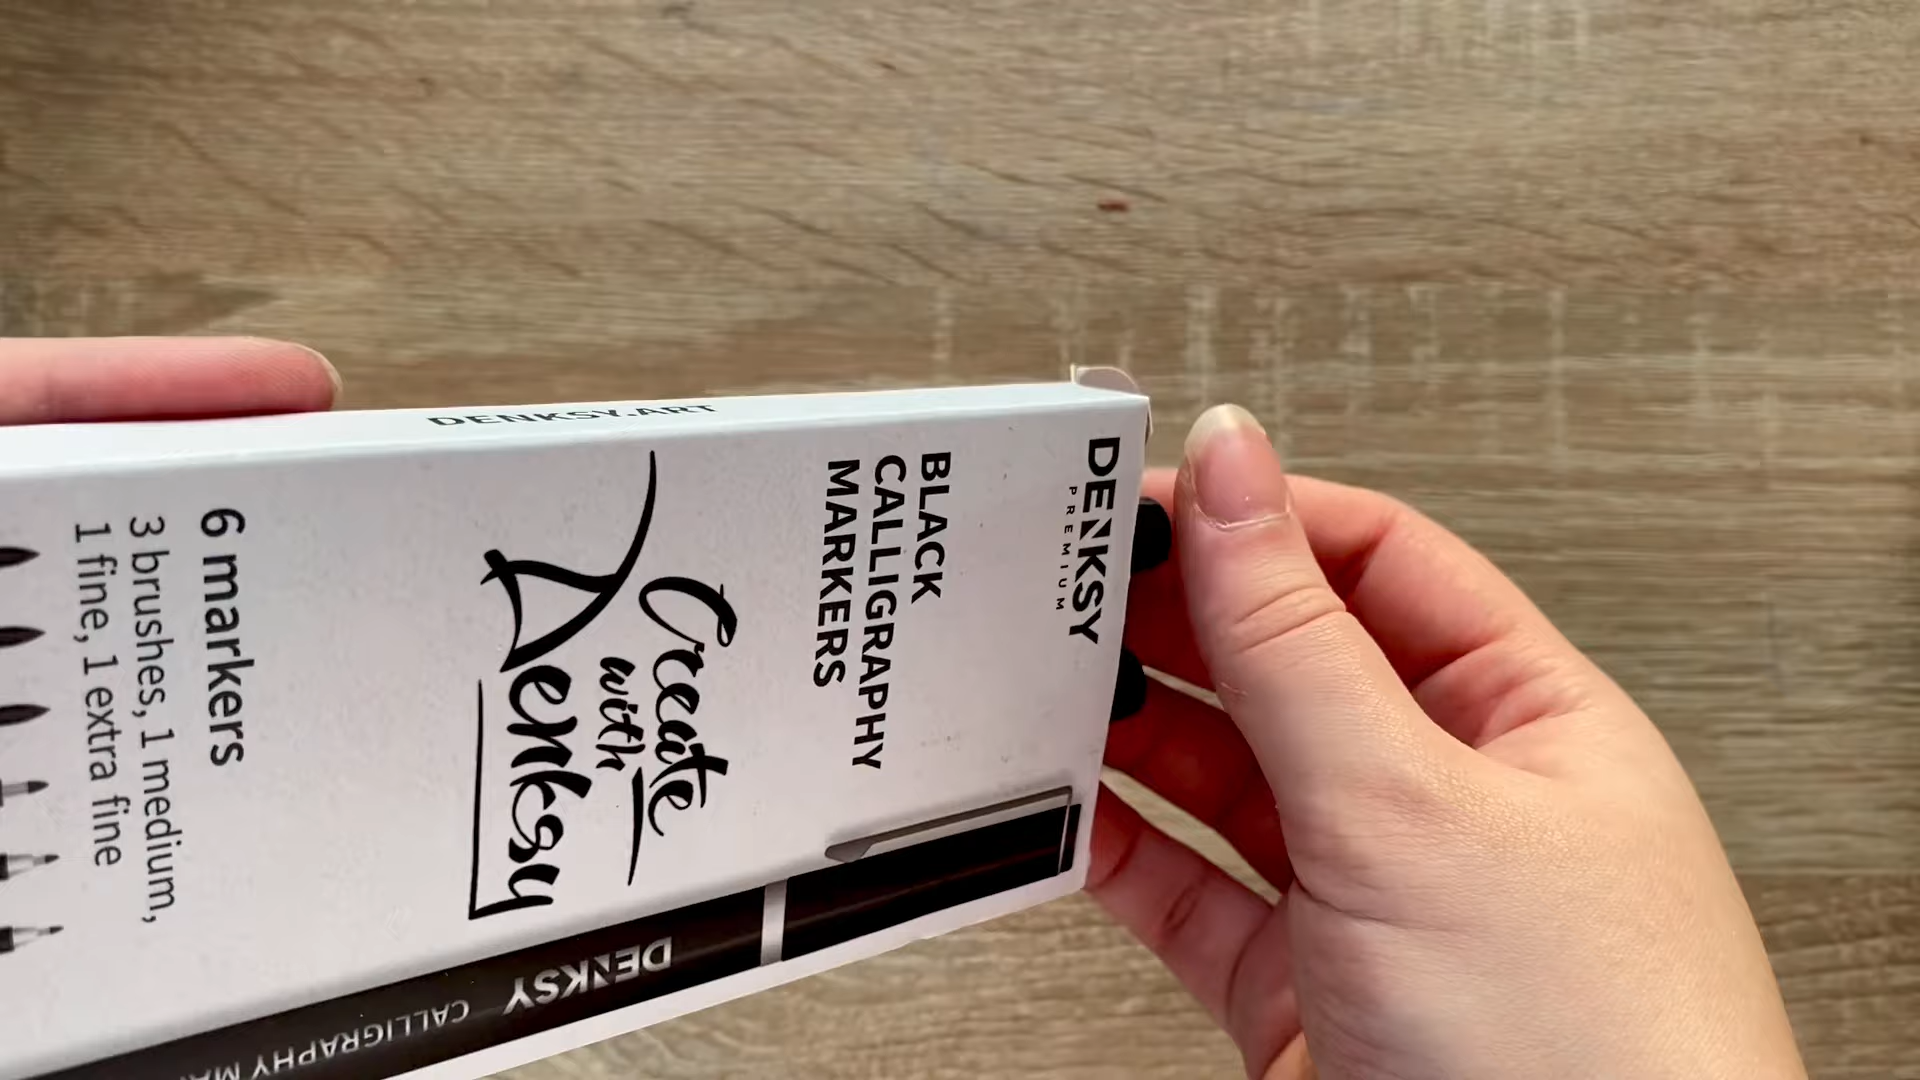 DENKSY
PREMIUM
BLACK
CALLIGRAPHY
MARKERS
Create
with
Denksy
6 markers
3 brushes, 1 medium,
1 fine, 1 extra fine
DENKSY.ART
DENKSY CALLIGRAPHY